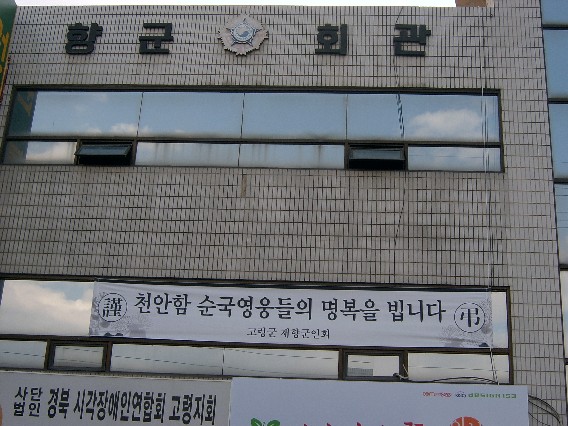 향군 회관
謹 천안함 순국영웅들의 명복을 빕니다 弔
고령군 재향군인회
사단법인 경북 시각장애인연합회 고령지회